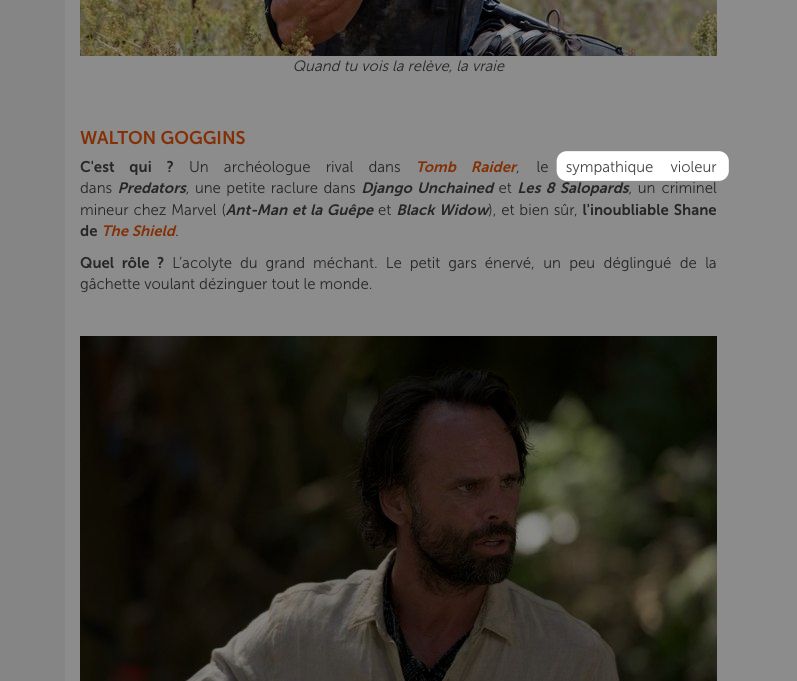 Quand tu vois la relève, la vraie
WALTON GOGGINS
C'est qui ? Un archéologue rival dans Tomb Raider, le sympathique violeur
dans Predators, une petite raclure dans Django Unchained et Les 8 Salopards, un criminel
mineur chez Marvel (Ant-Man et la Guêpe et Black Widow), et bien sûr, l'inoubliable Shane
de The Shield.
Quel rôle ? L'acolyte du grand méchant. Le petit gars énervé, un peu déglingué de la
gâchette voulant dézinguer tout le monde.